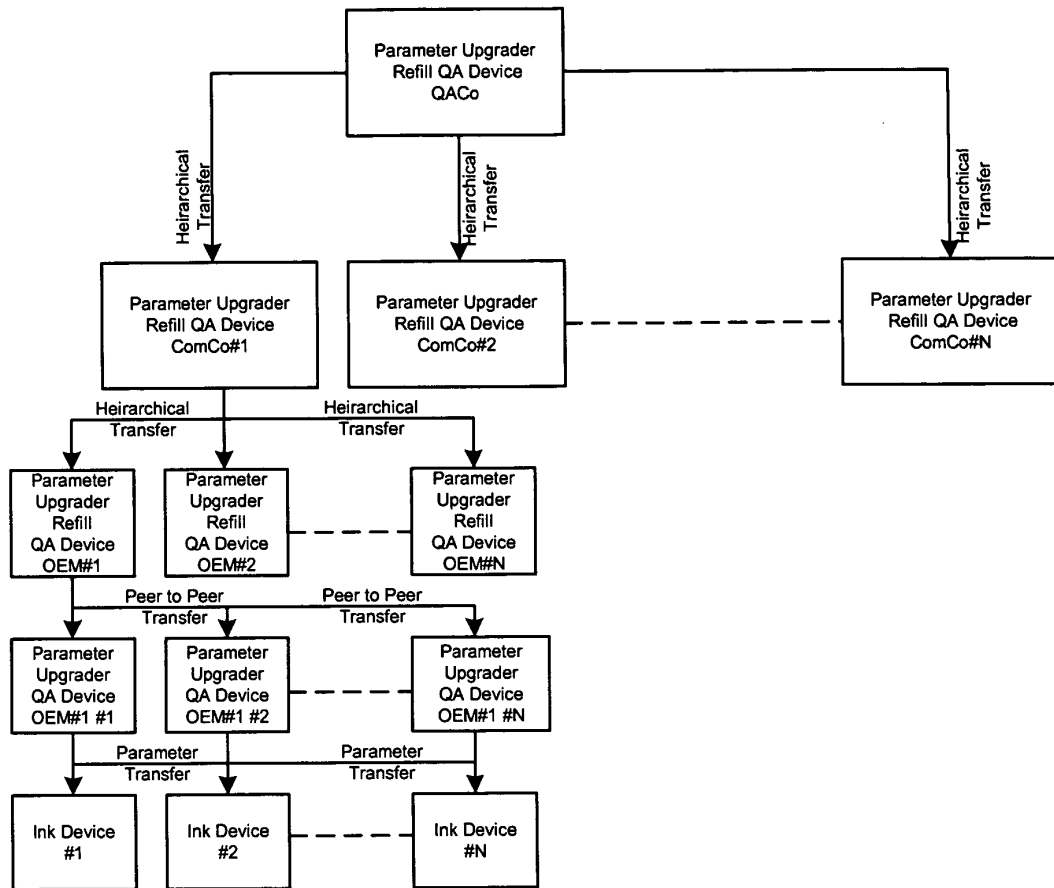 Parameter Upgrader
Refill QA Device
QACo
Heirarchical
Transfer
Heirarchical
Transfer
Heirarchical
Transfer
Parameter Upgrader
Refill QA Device
ComCo#1
Parameter Upgrader
Refill QA Device
ComCo#2
Parameter Upgrader
Refill QA Device
ComCo#N
Heirarchical
Transfer
Heirarchical
Transfer
Parameter
Upgrader
Refill
QA Device
OEM#1
Parameter
Upgrader
Refill
QA Device
OEM#2
Parameter
Upgrader
Refill
QA Device
OEM#N
Peer to Peer
Transfer
Peer to Peer
Transfer
Parameter
Upgrader
QA Device
OEM#1 #1
Parameter
Upgrader
QA Device
OEM#1 #2
Parameter
Upgrader
QA Device
OEM#1 #N
Parameter
Transfer
Parameter
Transfer
Ink Device
#1
Ink Device
#2
Ink Device
#N